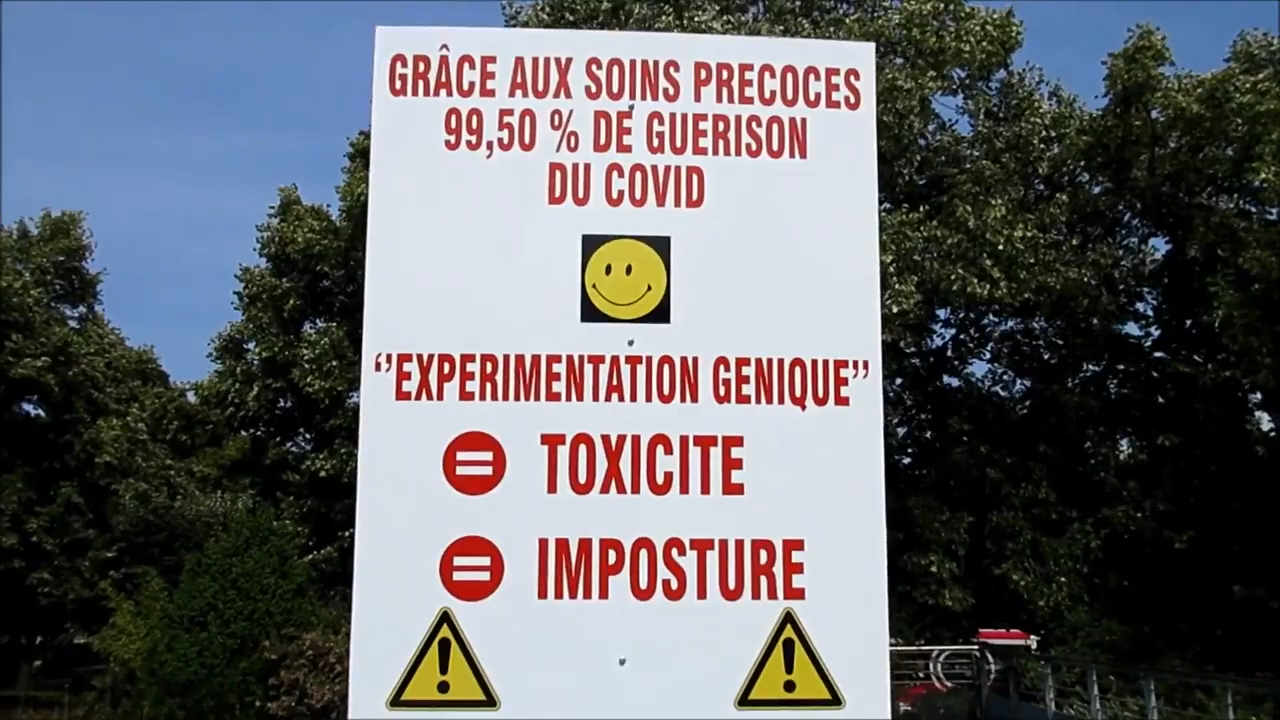 GRÂCE AUX SOINS PRECOCES
99,50 % DE GUERISON
DU COVID
‘’EXPERIMENTATION GENIQUE’’
= TOXICITE
= IMPOSTURE